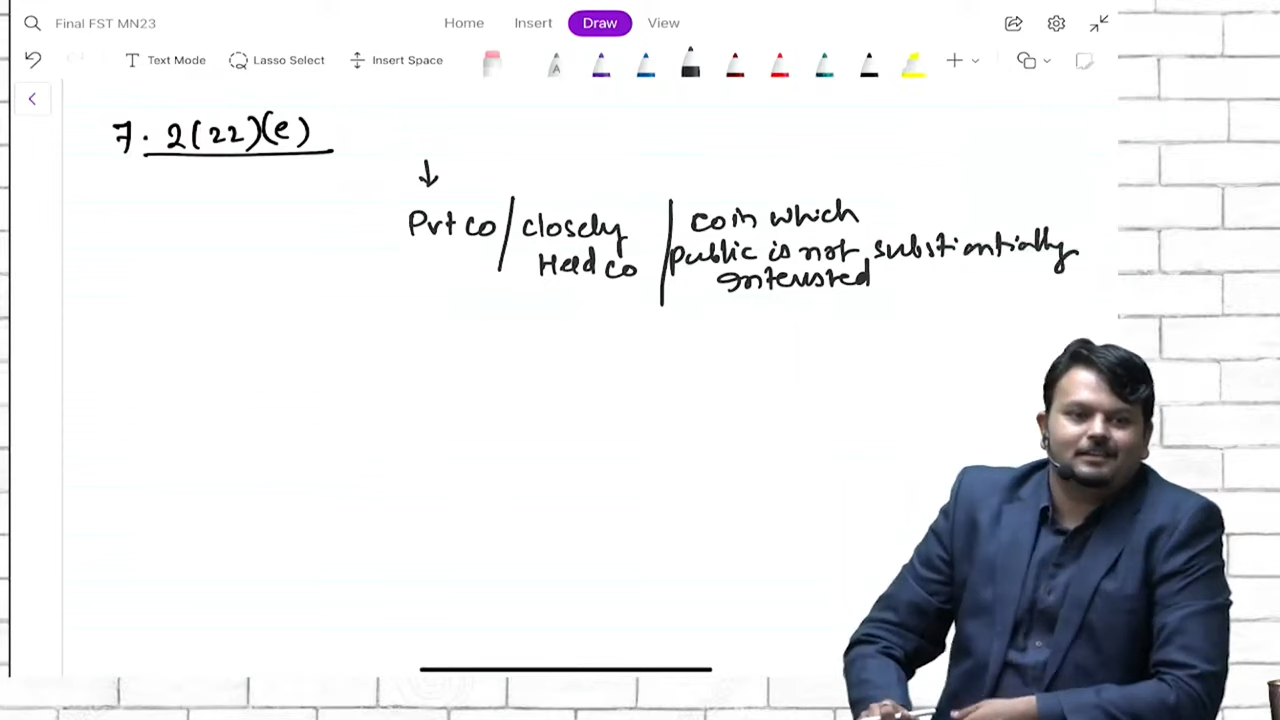 Final FST MN23
Home Insert Draw View
Text Mode Lasso Select Insert Space
7. 2(22)(e)
↓
Pvt co / closely Held co / co in which public is not substiantially Interested